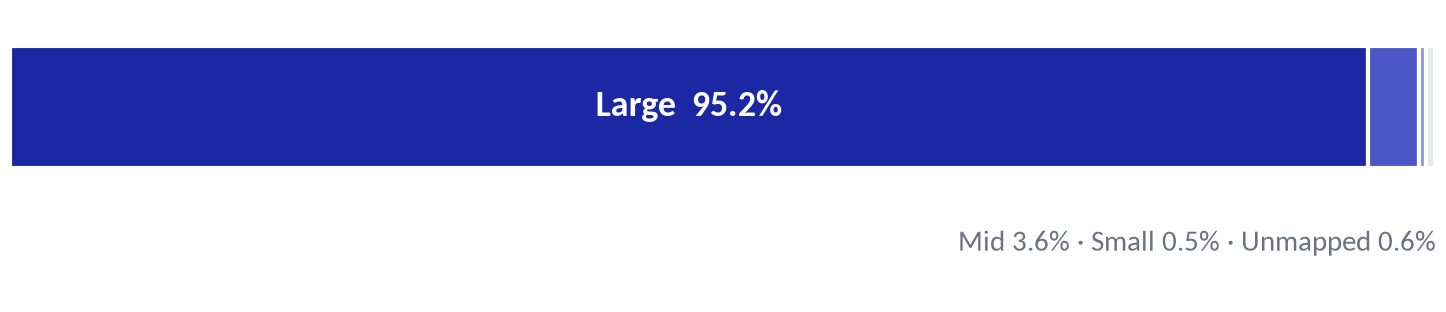 Large 95.2%
Mid 3.6% · Small 0.5% · Unmapped 0.6%